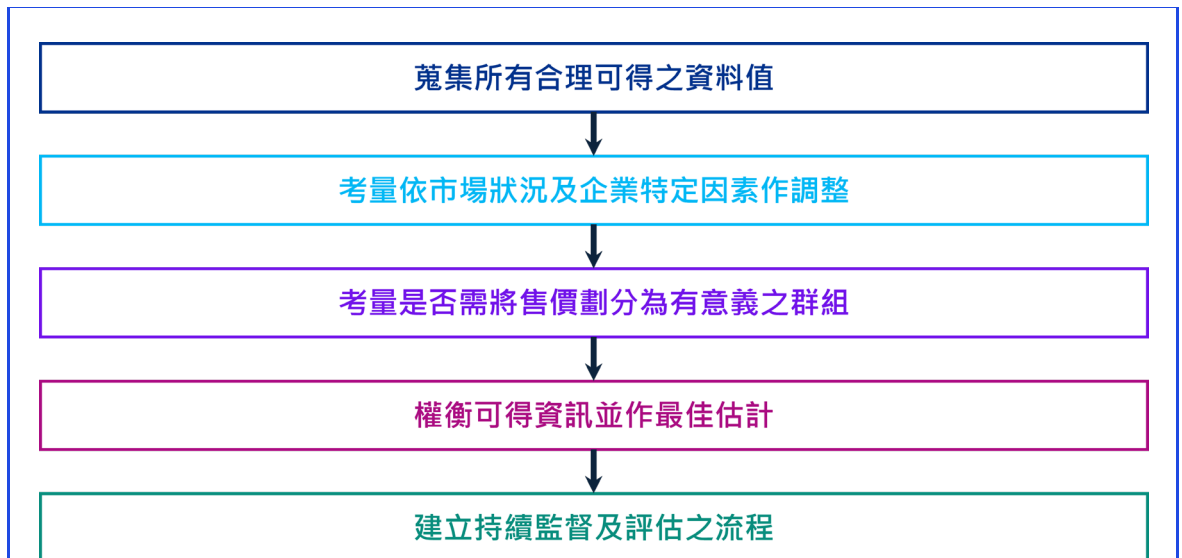 蒐集所有合理可得之資料值
考量依市場狀況及企業特定因素作調整
考量是否需將售價劃分為有意義之群組
權衡可得資訊並作最佳估計
建立持續監督及評估之流程